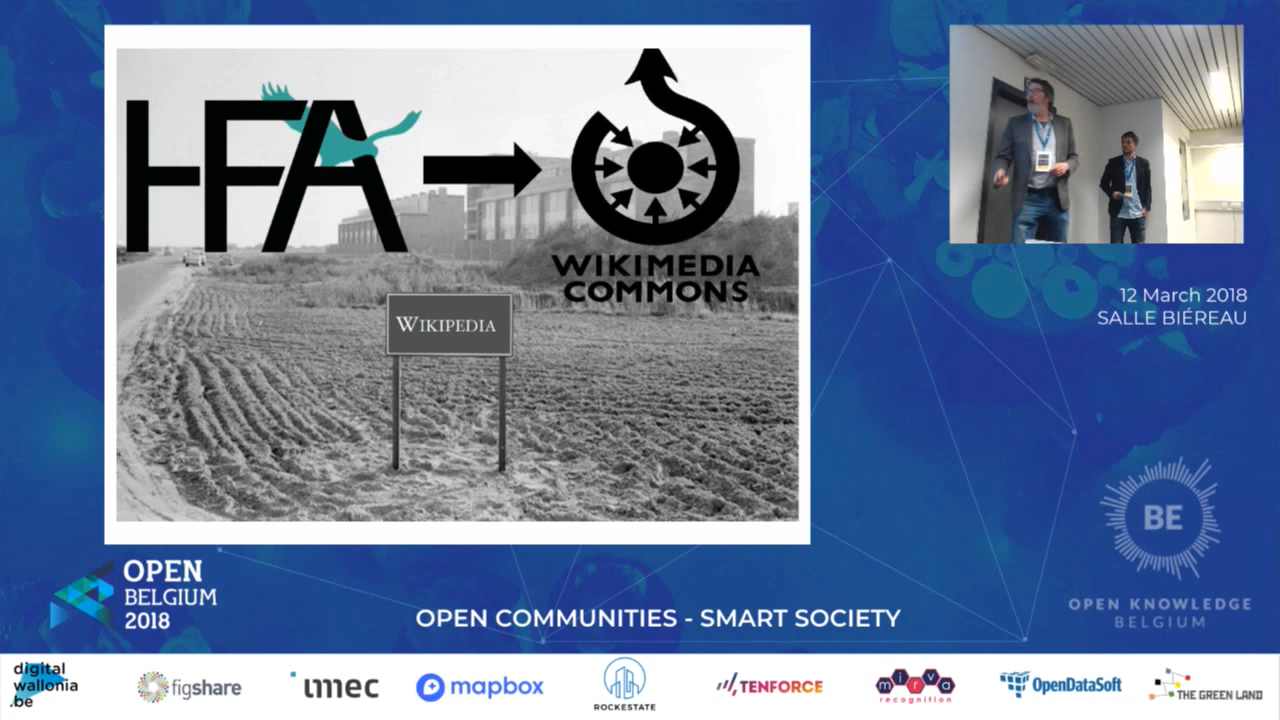 HFA
WIKIMEDIA
COMMONS
WIKIPEDIA
12 March 2018
SALLE BIÉREAU
BE
OPEN KNOWLEDGE
BELGIUM
OPEN
BELGIUM
2018
OPEN COMMUNITIES - SMART SOCIETY
digital
wallonia
.be
figshare
imec
mapbox
ROCKESTATE
TENFORCE
mirva
recognition
OpenDataSoft
THE GREEN LAND